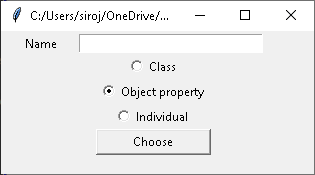 C:/Users/siroj/OneDrive/...
Name
Class
Object property
Individual
Choose